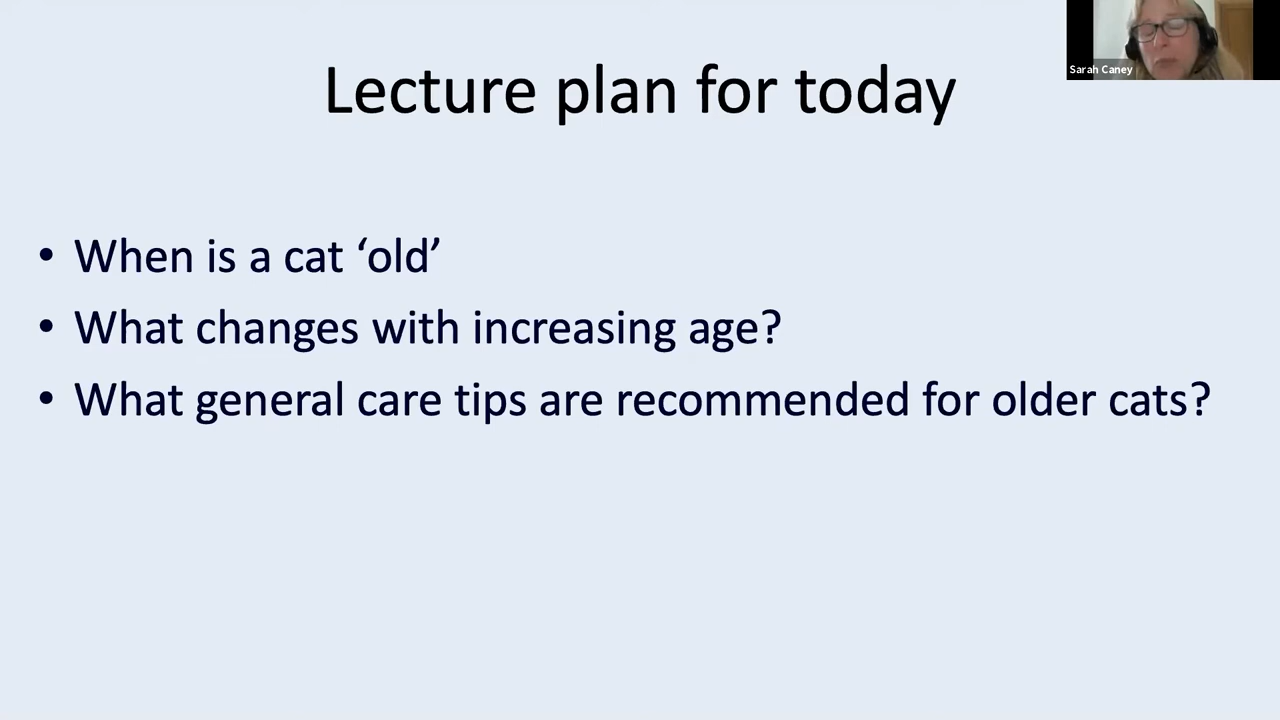 Sarah Caney
Lecture plan for today
• When is a cat ‘old’
• What changes with increasing age?
• What general care tips are recommended for older cats?